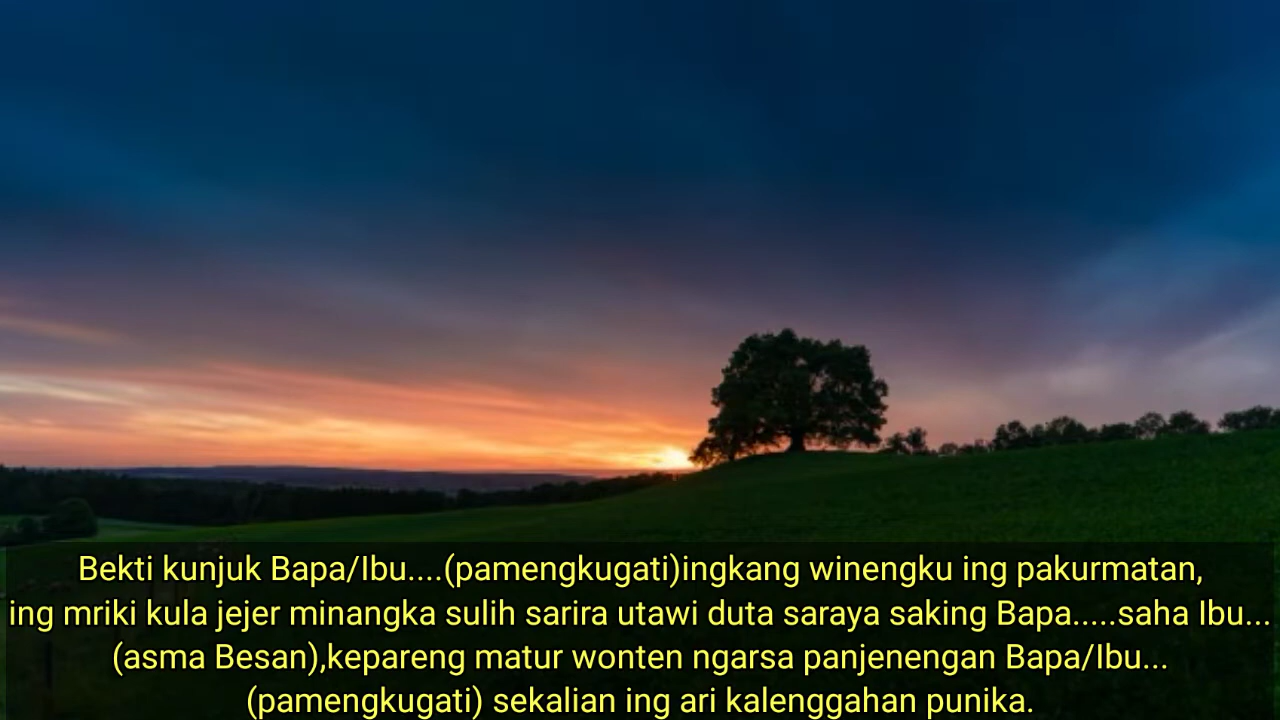 Bekti kunjuk Bapa/Ibu....(pamengkugati)ingkang winengku ing pakurmatan,
ing mriki kula jejer minangka sulih sarira utawi duta saraya saking Bapa.....saha Ibu...
(asma Besan),kepareng matur wonten ngarsa panjenengan Bapa/Ibu...
(pamengkugati) sekalian ing ari kalenggahan punika.